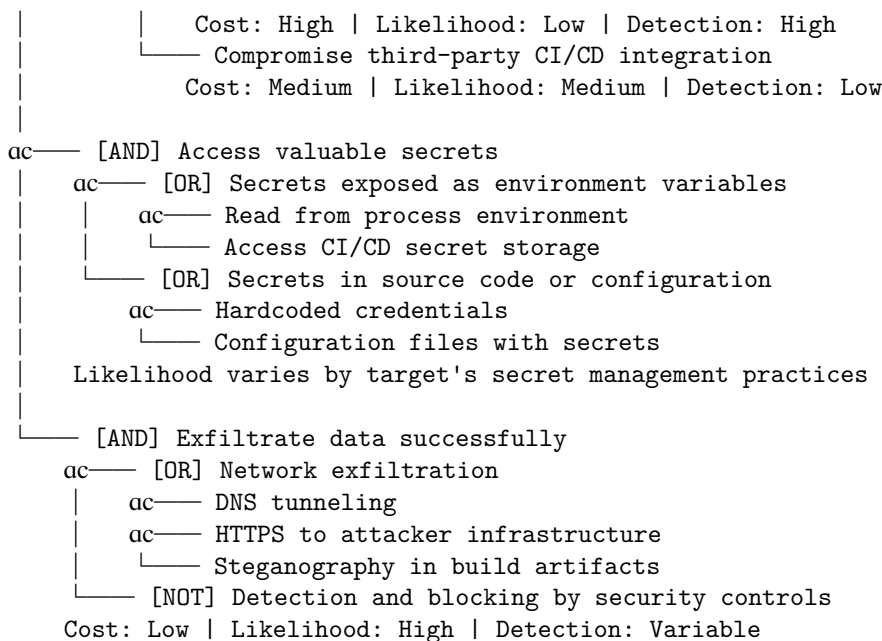 │ │ Cost: High | Likelihood: Low | Detection: High
│ └── Compromise third-party CI/CD integration
│ Cost: Medium | Likelihood: Medium | Detection: Low
│
ac── [AND] Access valuable secrets
│ ac── [OR] Secrets exposed as environment variables
│ │ ac── Read from process environment
│ │ └── Access CI/CD secret storage
│ └── [OR] Secrets in source code or configuration
│ ac── Hardcoded credentials
│ └── Configuration files with secrets
│ Likelihood varies by target's secret management practices
│
└── [AND] Exfiltrate data successfully
ac── [OR] Network exfiltration
│ ac── DNS tunneling
│ ac── HTTPS to attacker infrastructure
│ └── Steganography in build artifacts
└── [NOT] Detection and blocking by security controls
Cost: Low | Likelihood: High | Detection: Variable